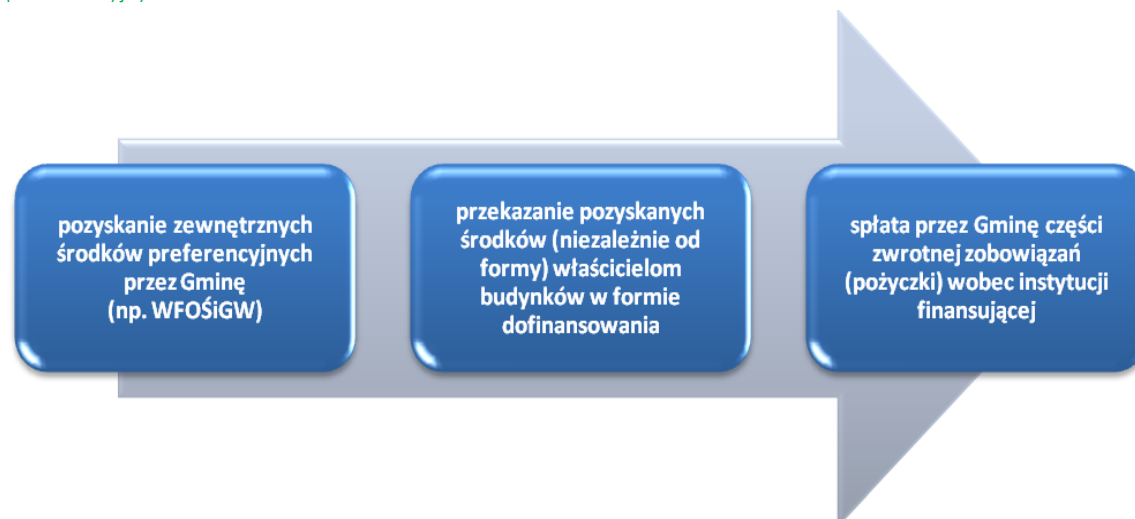 pozyskanie zewnętrznych
środków preferencyjnych
przez Gminę
(np. WFOŚiGW)
przekazanie pozyskanych
środków (niezależnie od
formy) właścicielom
budynków w formie
dofinansowania
spłata przez Gminę części
zwrotnej zobowiązań
(pożyczki) wobec instytucji
finansującej